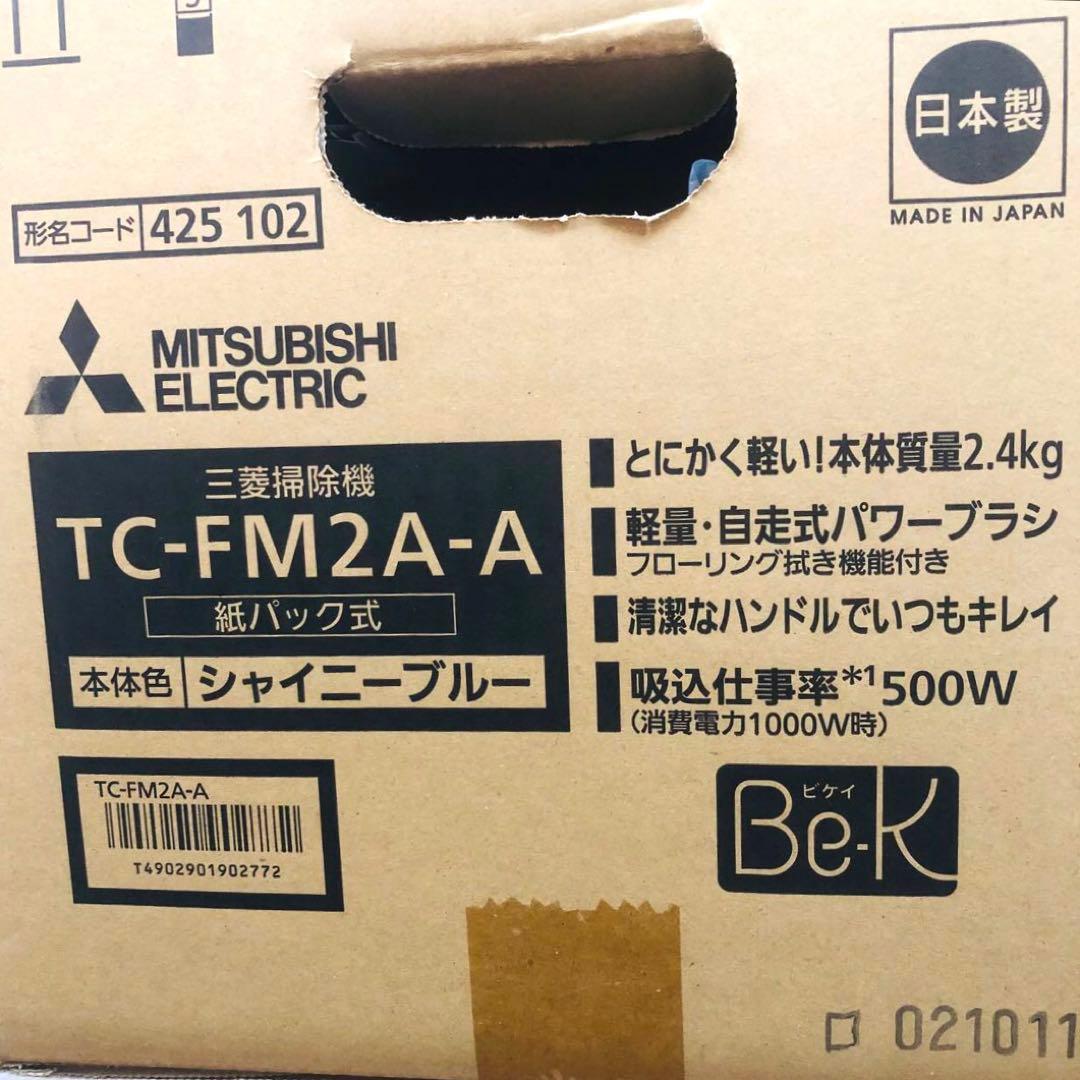 日本製
MADE IN JAPAN
形名コード 425 102
MITSUBISHI
ELECTRIC
三菱掃除機
TC-FM2A-A
紙パック式
本体色 シャイニーブルー
とにかく軽い!本体質量2.4kg
軽量・自走式パワーブラシ
フローリング拭き機能付き
清潔なハンドルでいつもキレイ
吸込仕事率*1500W
(消費電力1000W時)
TC-FM2A-A
T4902901902772
ビケイ
Be-K
021011